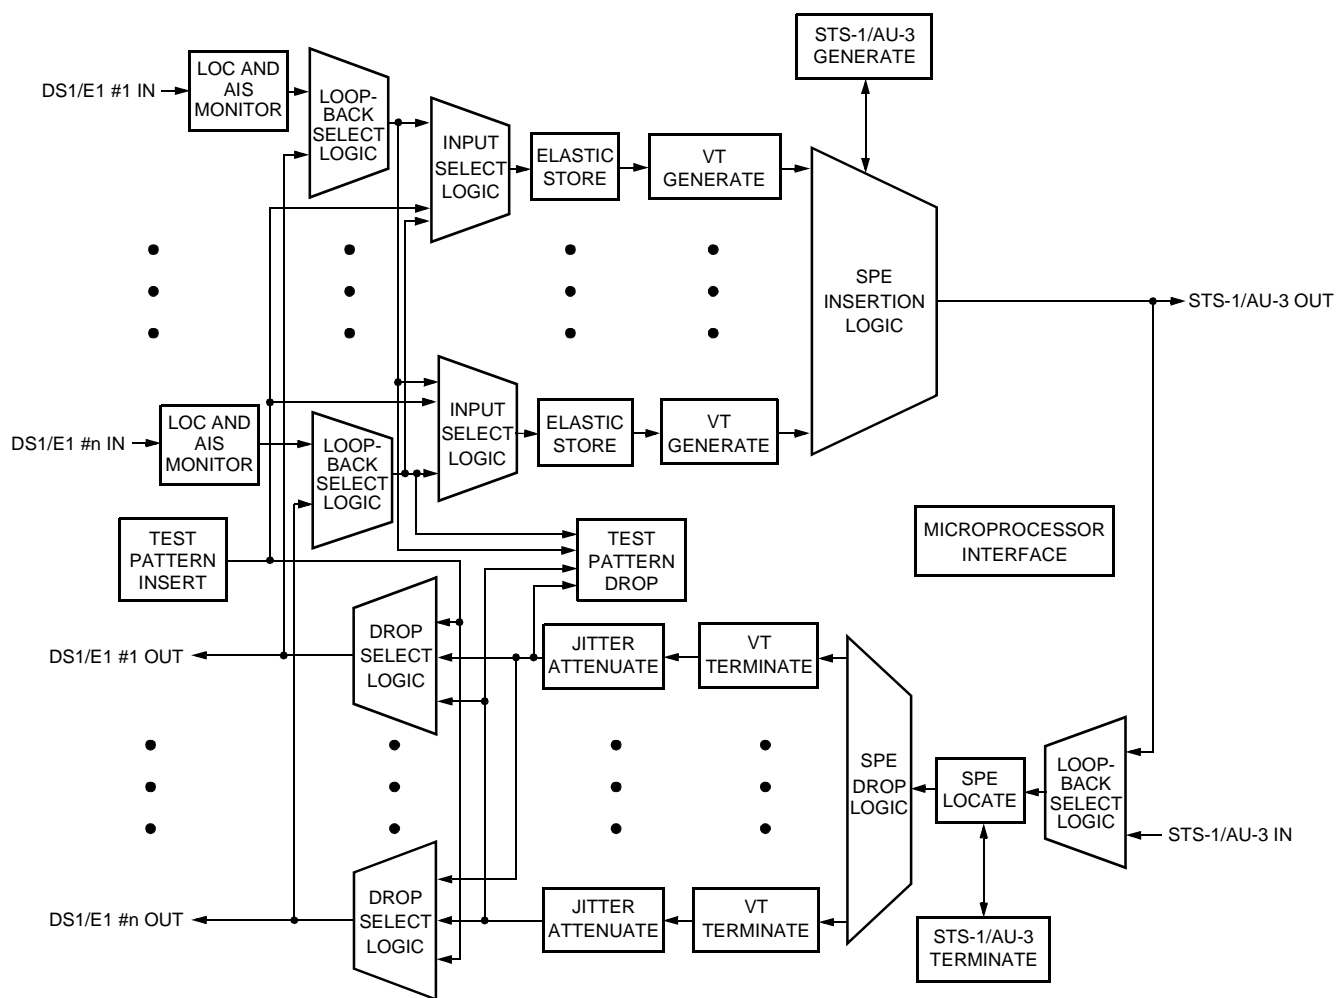 STS-1/AU-3
GENERATE
DS1/E1 #1 IN
LOC AND
AIS
MONITOR
LOOP-
BACK
SELECT
LOGIC
INPUT
SELECT
LOGIC
ELASTIC
STORE
VT
GENERATE
SPE
INSERTION
LOGIC
STS-1/AU-3 OUT
DS1/E1 #n IN
LOC AND
AIS
MONITOR
LOOP-
BACK
SELECT
LOGIC
INPUT
SELECT
LOGIC
ELASTIC
STORE
VT
GENERATE
TEST
PATTERN
INSERT
TEST
PATTERN
DROP
MICROPROCESSOR
INTERFACE
DS1/E1 #1 OUT
DROP
SELECT
LOGIC
JITTER
ATTENUATE
VT
TERMINATE
SPE
DROP
LOGIC
SPE
LOCATE
LOOP-
BACK
SELECT
LOGIC
STS-1/AU-3 IN
DS1/E1 #n OUT
DROP
SELECT
LOGIC
JITTER
ATTENUATE
VT
TERMINATE
STS-1/AU-3
TERMINATE